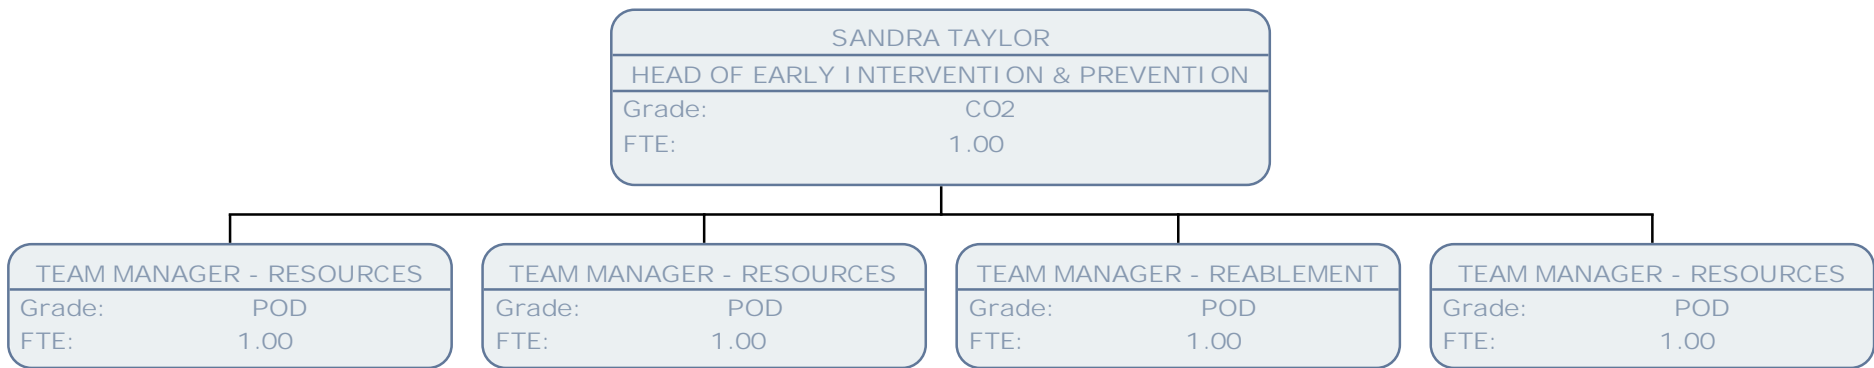 SANDRA TAYLOR
HEAD OF EARLY INTERVENTION & PREVENTION
Grade: CO2
FTE: 1.00
TEAM MANAGER - RESOURCES
Grade: POD
FTE: 1.00
TEAM MANAGER - RESOURCES
Grade: POD
FTE: 1.00
TEAM MANAGER - REABLEMENT
Grade: POD
FTE: 1.00
TEAM MANAGER - RESOURCES
Grade: POD
FTE: 1.00